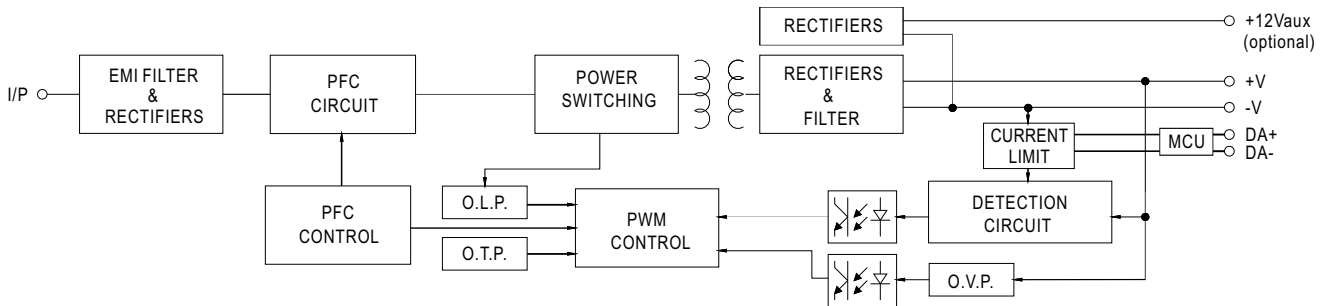 RECTIFIERS
+12Vaux
(optional)
I/P
EMI FILTER
&
RECTIFIERS
PFC
CIRCUIT
POWER
SWITCHING
RECTIFIERS
&
FILTER
+V
-V
CURRENT
LIMIT
MCU
DA+
DA-
PFC
CONTROL
O.L.P.
O.T.P.
PWM
CONTROL
DETECTION
CIRCUIT
O.V.P.